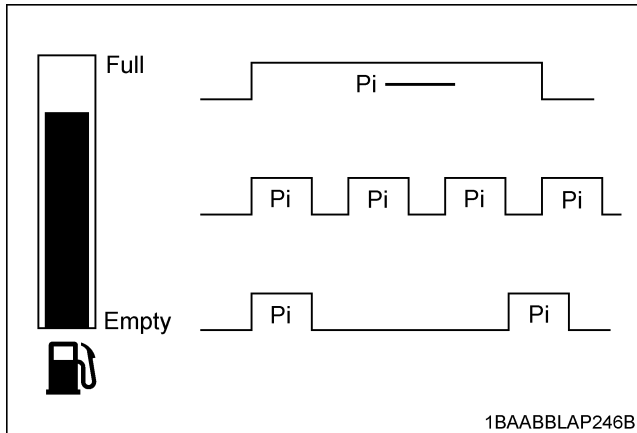 Full
Pi
Pi Pi Pi Pi
Empty
Pi Pi
1BAABBLAP246B